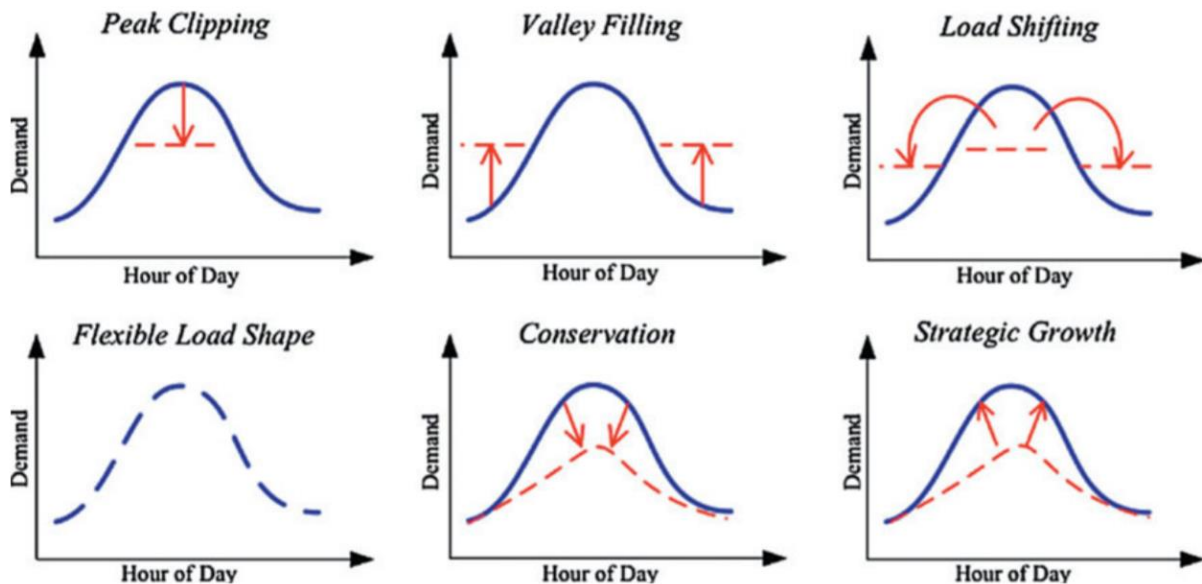 Peak Clipping
Demand
Hour of Day
Valley Filling
Demand
Hour of Day
Load Shifting
Demand
Hour of Day
Flexible Load Shape
Demand
Hour of Day
Conservation
Demand
Hour of Day
Strategic Growth
Demand
Hour of Day